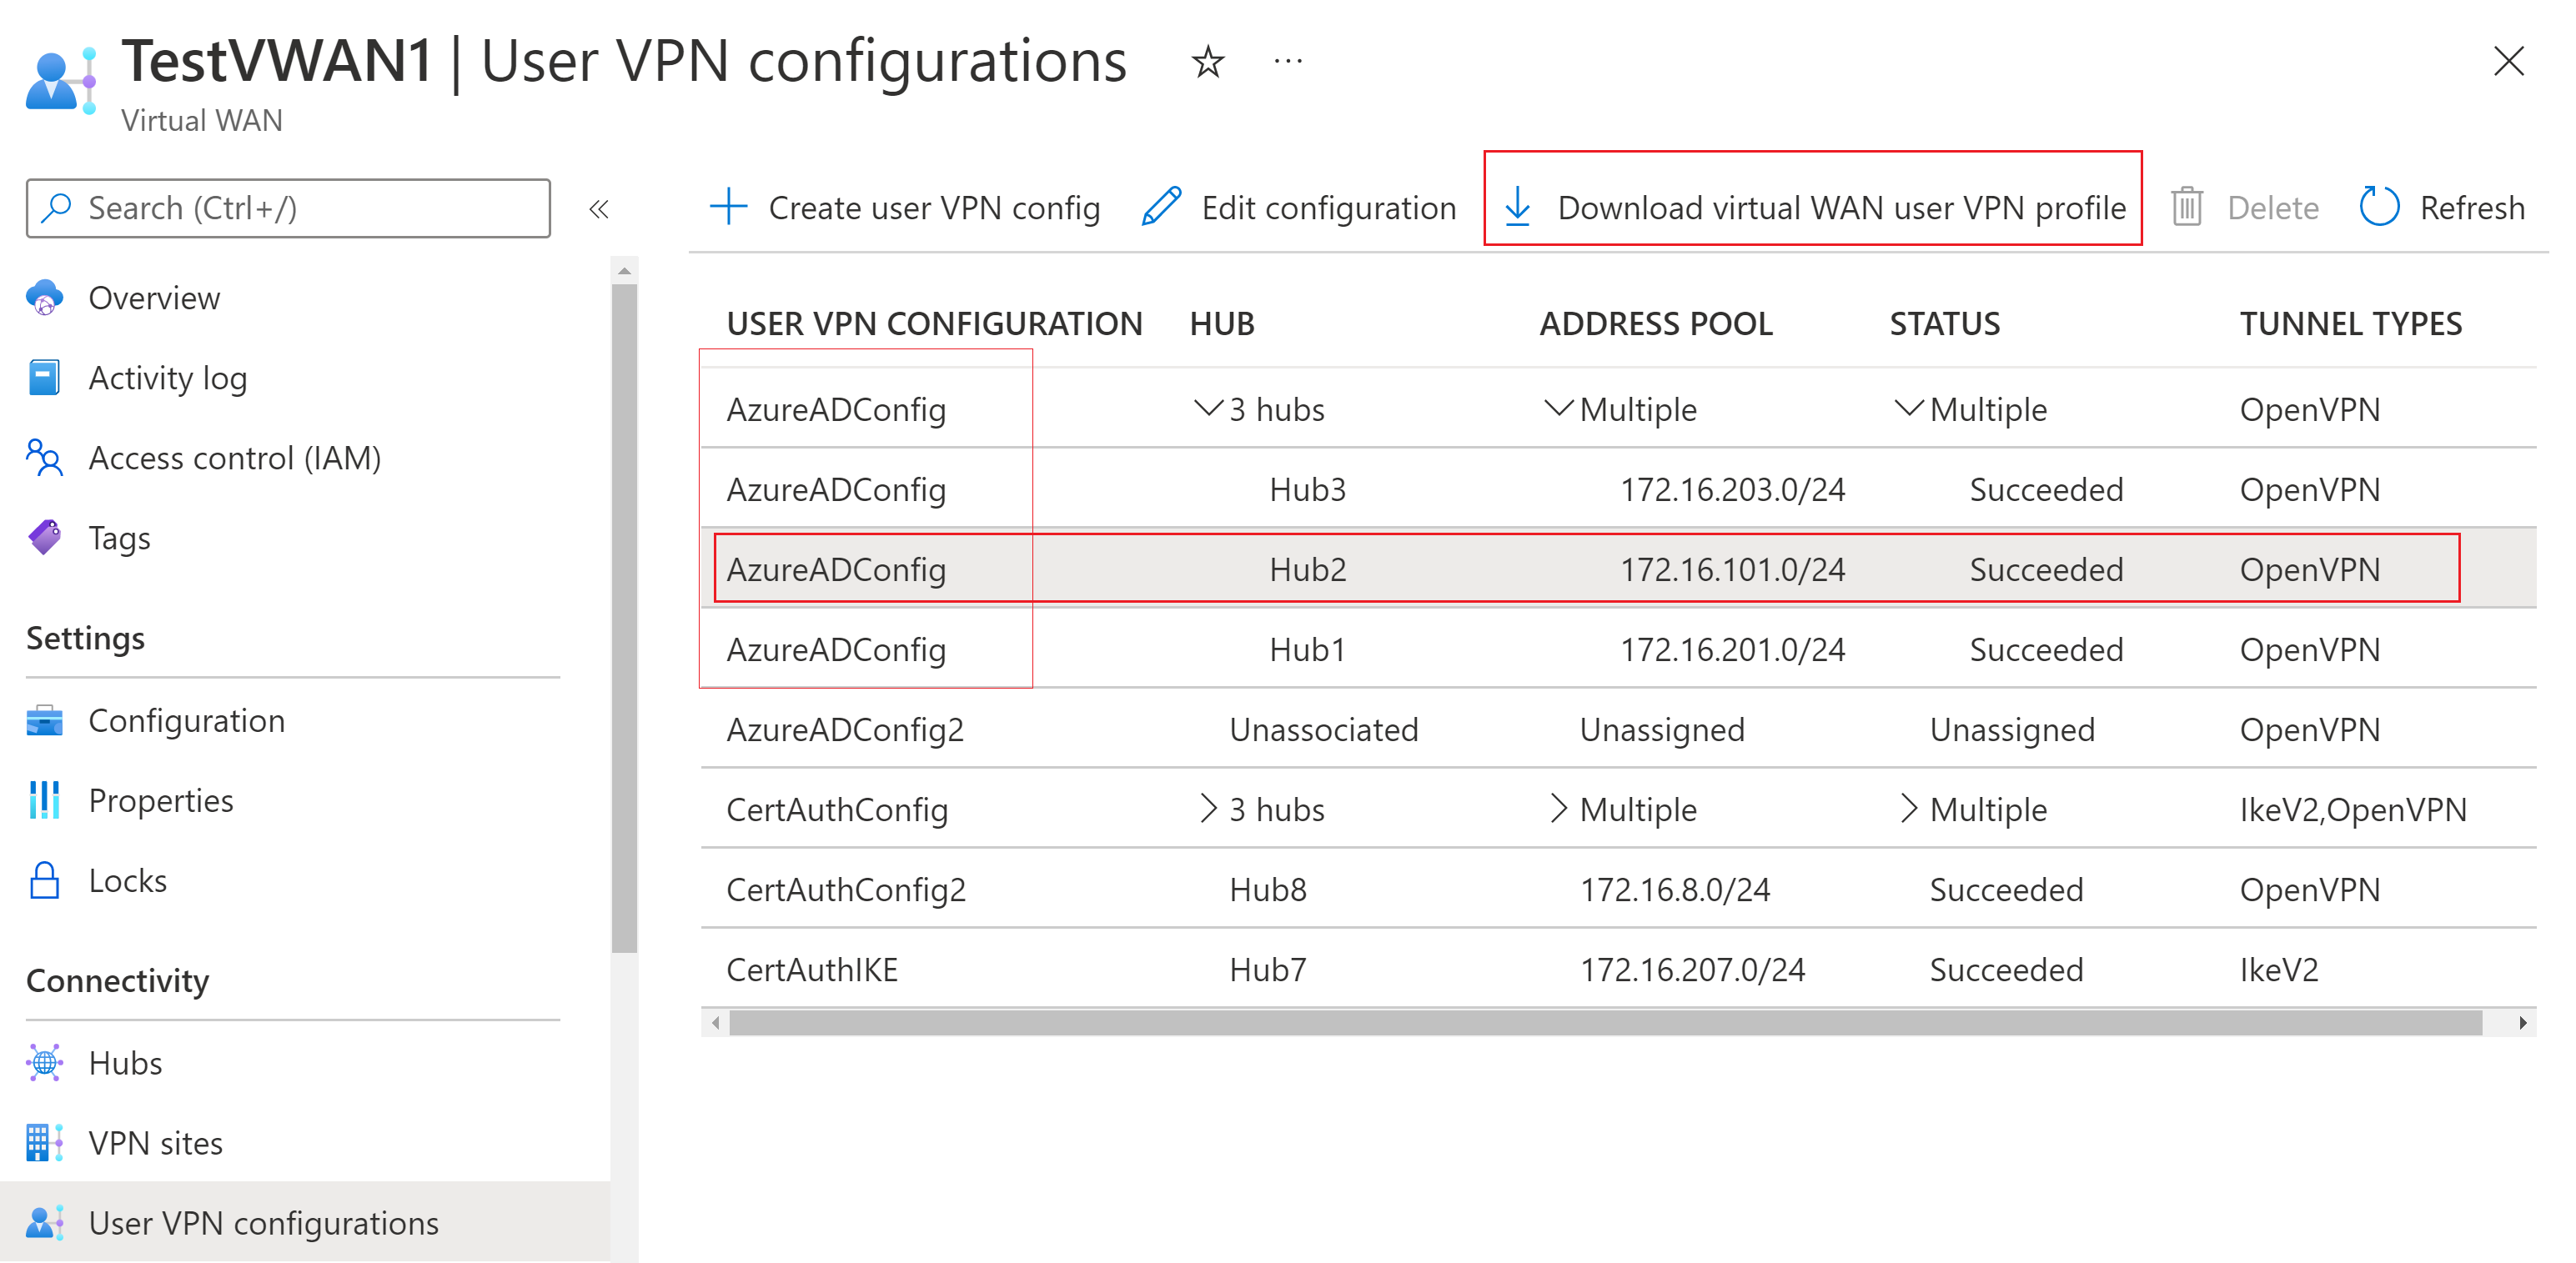 TestVWAN1 | User VPN configurations ☆ ...
Virtual WAN
Search (Ctrl+/)
«
Create user VPN config
Edit configuration
Download virtual WAN user VPN profile
Delete
Refresh
Overview
Activity log
Access control (IAM)
Tags
Settings
Configuration
Properties
Locks
Connectivity
Hubs
VPN sites
User VPN configurations
USER VPN CONFIGURATION HUB ADDRESS POOL STATUS TUNNEL TYPES
AzureADConfig 3 hubs Multiple Multiple OpenVPN
AzureADConfig Hub3 172.16.203.0/24 Succeeded OpenVPN
AzureADConfig Hub2 172.16.101.0/24 Succeeded OpenVPN
AzureADConfig Hub1 172.16.201.0/24 Succeeded OpenVPN
AzureADConfig2 Unassociated Unassigned Unassigned OpenVPN
CertAuthConfig 3 hubs Multiple Multiple IkeV2,OpenVPN
CertAuthConfig2 Hub8 172.16.8.0/24 Succeeded OpenVPN
CertAuthIKE Hub7 172.16.207.0/24 Succeeded IkeV2